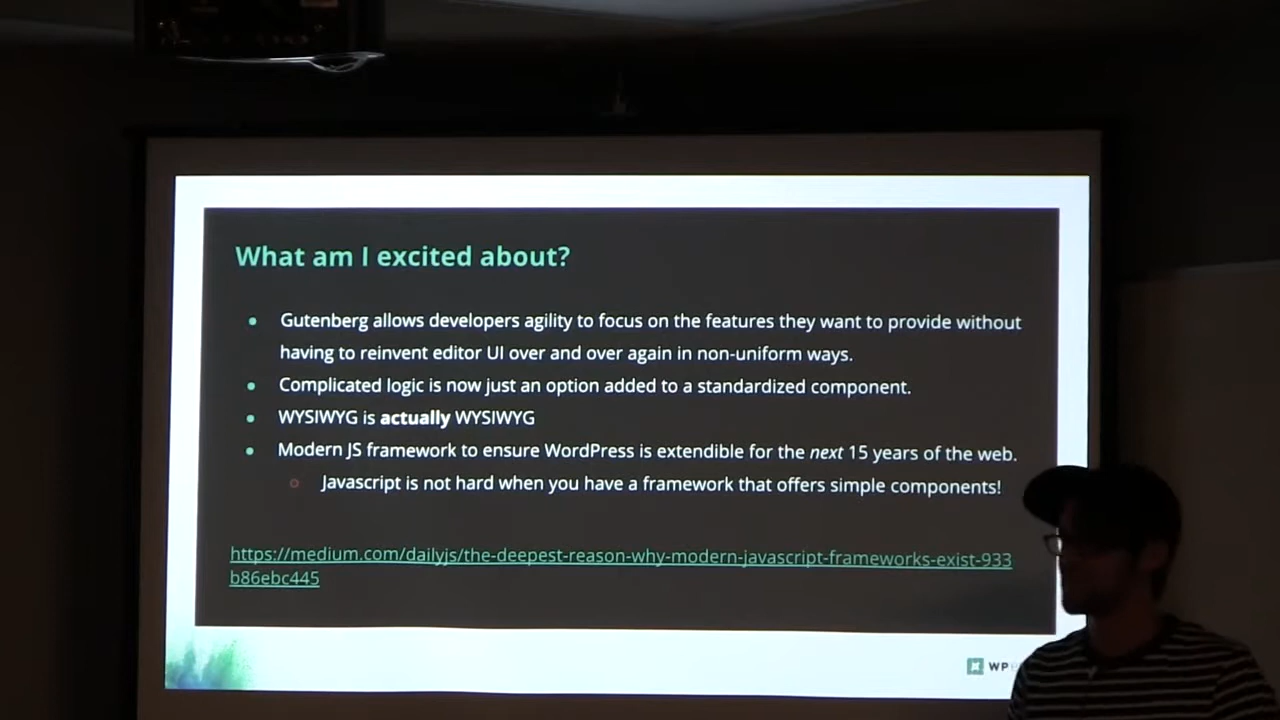 What am I excited about?
Gutenberg allows developers agility to focus on the features they want to provide without
having to reinvent editor UI over and over again in non-uniform ways.
Complicated logic is now just an option added to a standardized component.
WYSIWYG is actually WYSIWYG
Modern JS framework to ensure WordPress is extendible for the next 15 years of the web.
Javascript is not hard when you have a framework that offers simple components!
https://medium.com/dailyjs/the-deepest-reason-why-modern-javascript-frameworks-exist-933
b86ebc445
WP